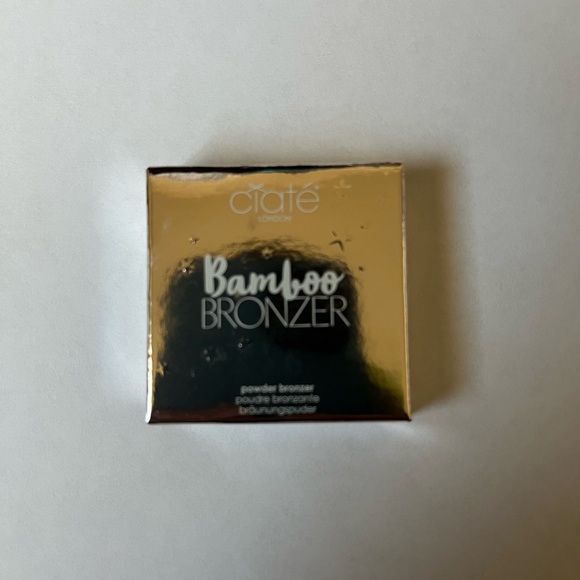 ciaté
LONDON
Bamboo
BRONZER
powder bronzer
poudre bronzante
bräunungspuder